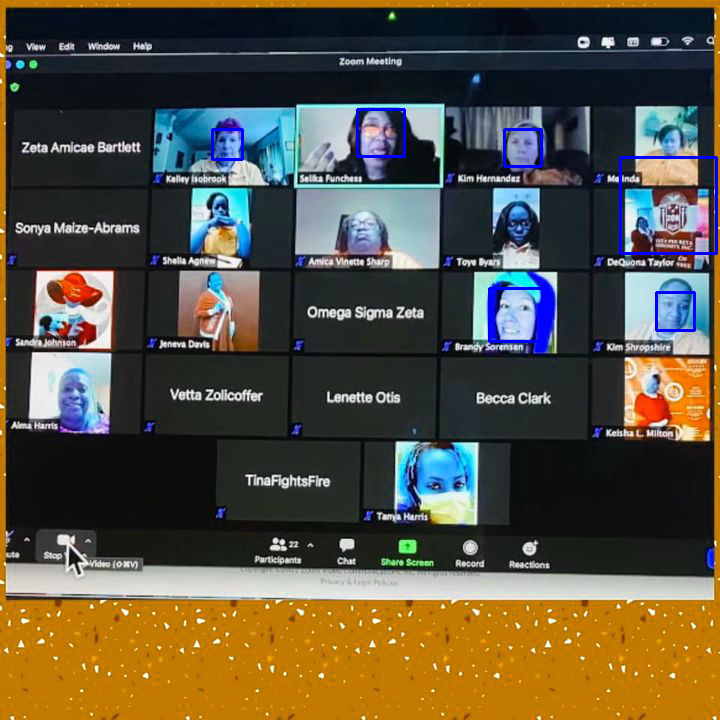 View Edit Window Help
Zoom Meeting
Zeta Amicae Bartlett
Kelley Isobrook
Selika Funchess
Kim Hernandez
Sonya Maize-Abrams
Shella Agnew
Amica Vinette Sharp
Toye Byars
DeQuona Taylor
Sandra Johnson
Jeneva Davis
Omega Sigma Zeta
Brandy Sorensen
Kim Shropshire
Alma Harris
Vetta Zolicoffer
Lenette Otis
Becca Clark
Keisha L. Milton
TinaFightsFire
Tanya Harris
Stop
Video (⇧⌘V)
Participants 22
Chat
Share Screen
Record
Reactions
Privacy & Legal Policies